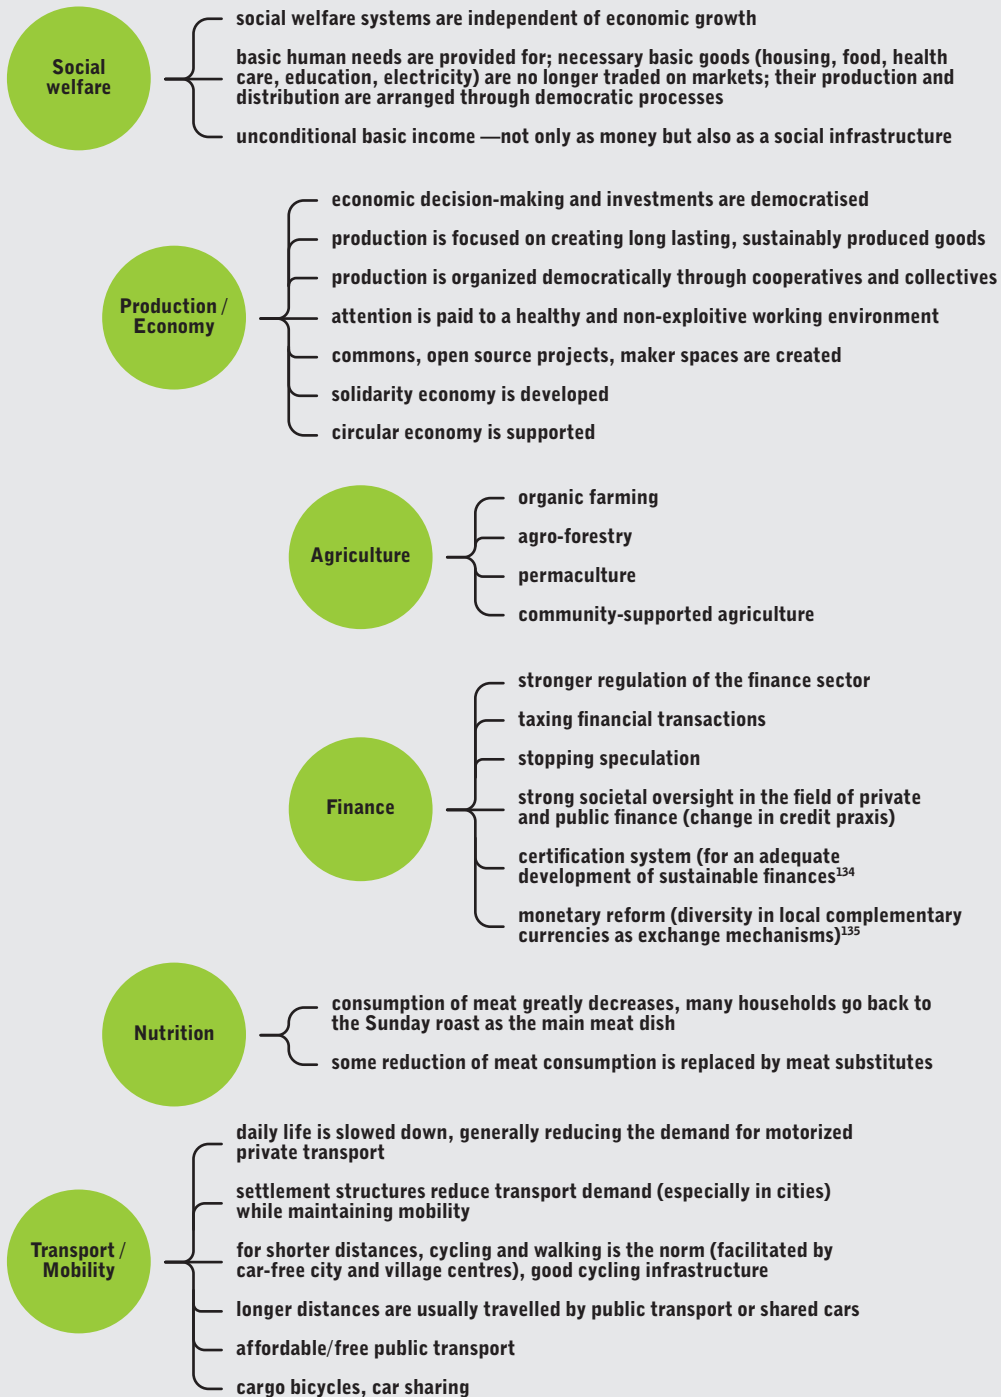 Social
welfare
social welfare systems are independent of economic growth
basic human needs are provided for; necessary basic goods (housing, food, health
care, education, electricity) are no longer traded on markets; their production and
distribution are arranged through democratic processes
unconditional basic income —not only as money but also as a social infrastructure
Production /
Economy
economic decision-making and investments are democratised
production is focused on creating long lasting, sustainably produced goods
production is organized democratically through cooperatives and collectives
attention is paid to a healthy and non-exploitive working environment
commons, open source projects, maker spaces are created
solidarity economy is developed
circular economy is supported
Agriculture
organic farming
agro-forestry
permaculture
community-supported agriculture
Finance
stronger regulation of the finance sector
taxing financial transactions
stopping speculation
strong societal oversight in the field of private
and public finance (change in credit praxis)
certification system (for an adequate
development of sustainable finances134
monetary reform (diversity in local complementary
currencies as exchange mechanisms)135
Nutrition
consumption of meat greatly decreases, many households go back to
the Sunday roast as the main meat dish
some reduction of meat consumption is replaced by meat substitutes
Transport /
Mobility
daily life is slowed down, generally reducing the demand for motorized
private transport
settlement structures reduce transport demand (especially in cities)
while maintaining mobility
for shorter distances, cycling and walking is the norm (facilitated by
car-free city and village centres), good cycling infrastructure
longer distances are usually travelled by public transport or shared cars
affordable/free public transport
cargo bicycles, car sharing